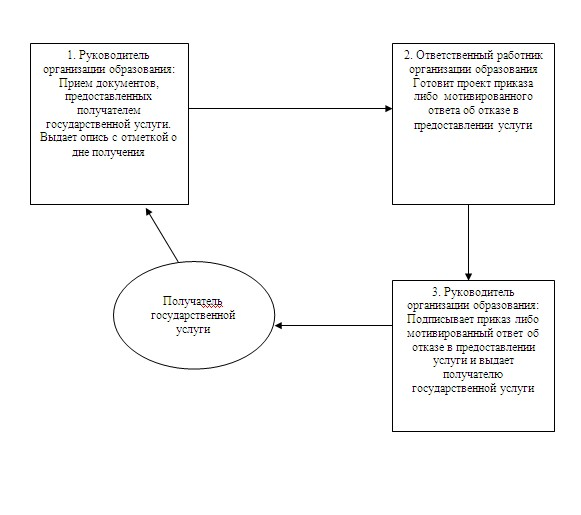 1. Руководитель
организации образования:
Прием документов,
предоставленных
получателем
государственной услуги.
Выдает опись с отметкой о
дне получения
2. Ответственный работник
организации образования
Готовит проект приказа
либо мотивированного
ответа об отказе в
предоставлении услуги
3. Руководитель
организации образования:
Подписывает приказ либо
мотивированный ответ об
отказе в предоставлении
услуги и выдает
получателю
государственной услуги
Получатель
государственной
услуги